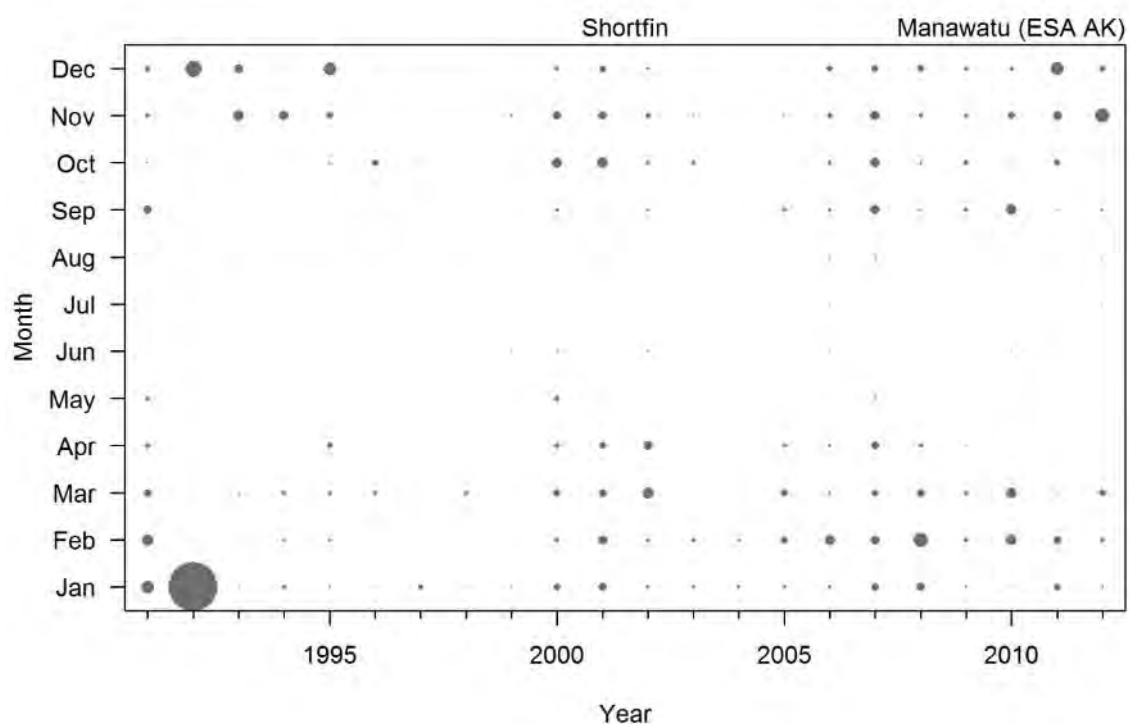 Shortfin Manawatu (ESA AK)
Dec
Nov
Oct
Sep
Aug
Jul
Jun
May
Apr
Mar
Feb
Jan
Month
1995 2000 2005 2010
Year